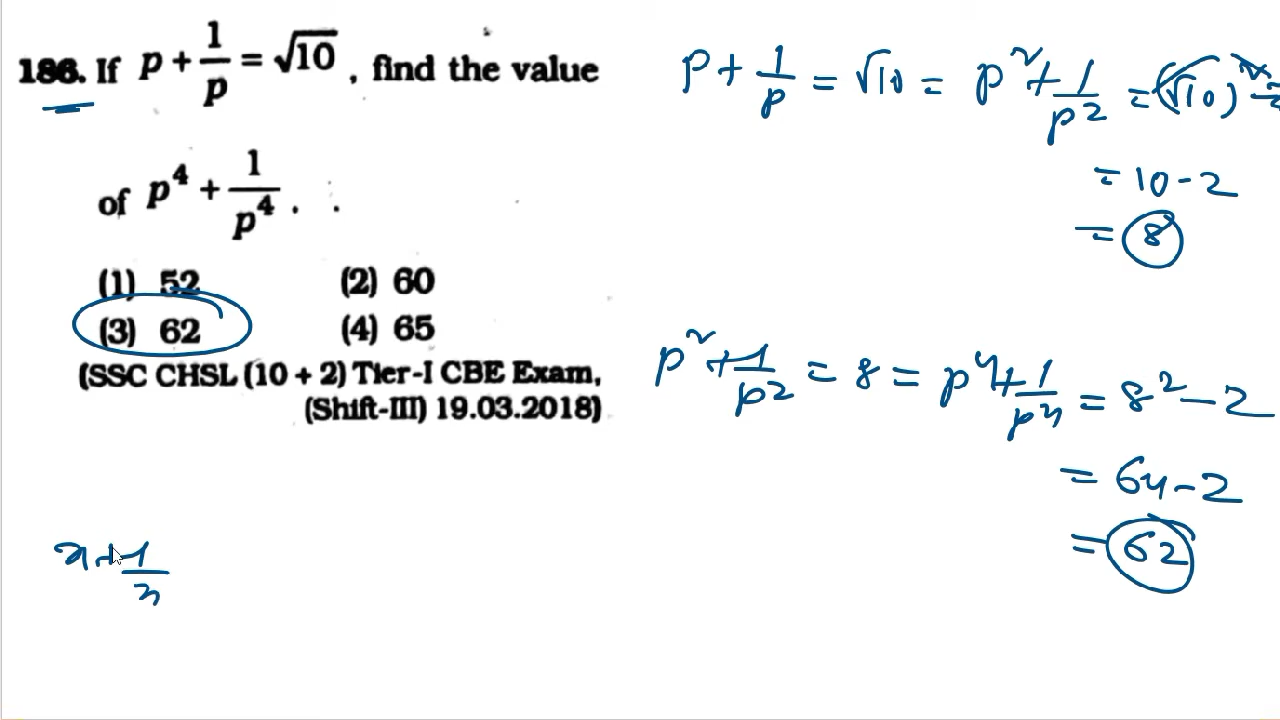 186. If p + 1/p = √10, find the value
of p⁴ + 1/p⁴.
(1) 52 (2) 60
(3) 62 (4) 65
(SSC CHSL (10 + 2) Tier-I CBE Exam,
(Shift-III) 19.03.2018)
p + 1/p = √10 = p² + 1/p² = (√10)² - 2
= 10 - 2
= 8
p² + 1/p² = 8 = p⁴ + 1/p⁴ = 8² - 2
= 64 - 2
= 62
x + 1/x